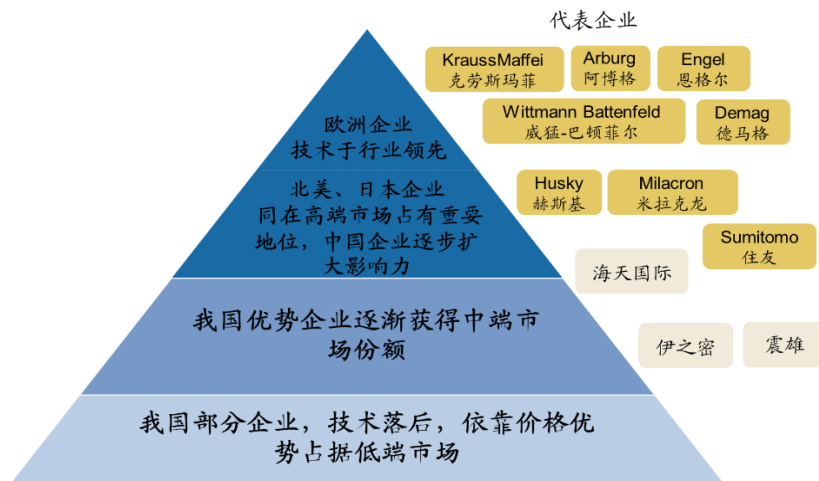 代表企业
KraussMaffei
克劳斯玛菲
Arburg
阿博格
Engel
恩格尔
Wittmann Battenfeld
威猛-巴顿菲尔
Demag
德马格
欧洲企业
技术于行业领先
北美、日本企业
同在高端市场占有重要
地位，中国企业逐步扩
大影响力
Husky
赫斯基
Milacron
米拉克龙
Sumitomo
住友
海天国际
我国优势企业逐渐获得中端市
场份额
伊之密
震雄
我国部分企业，技术落后，依靠价格优
势占据低端市场